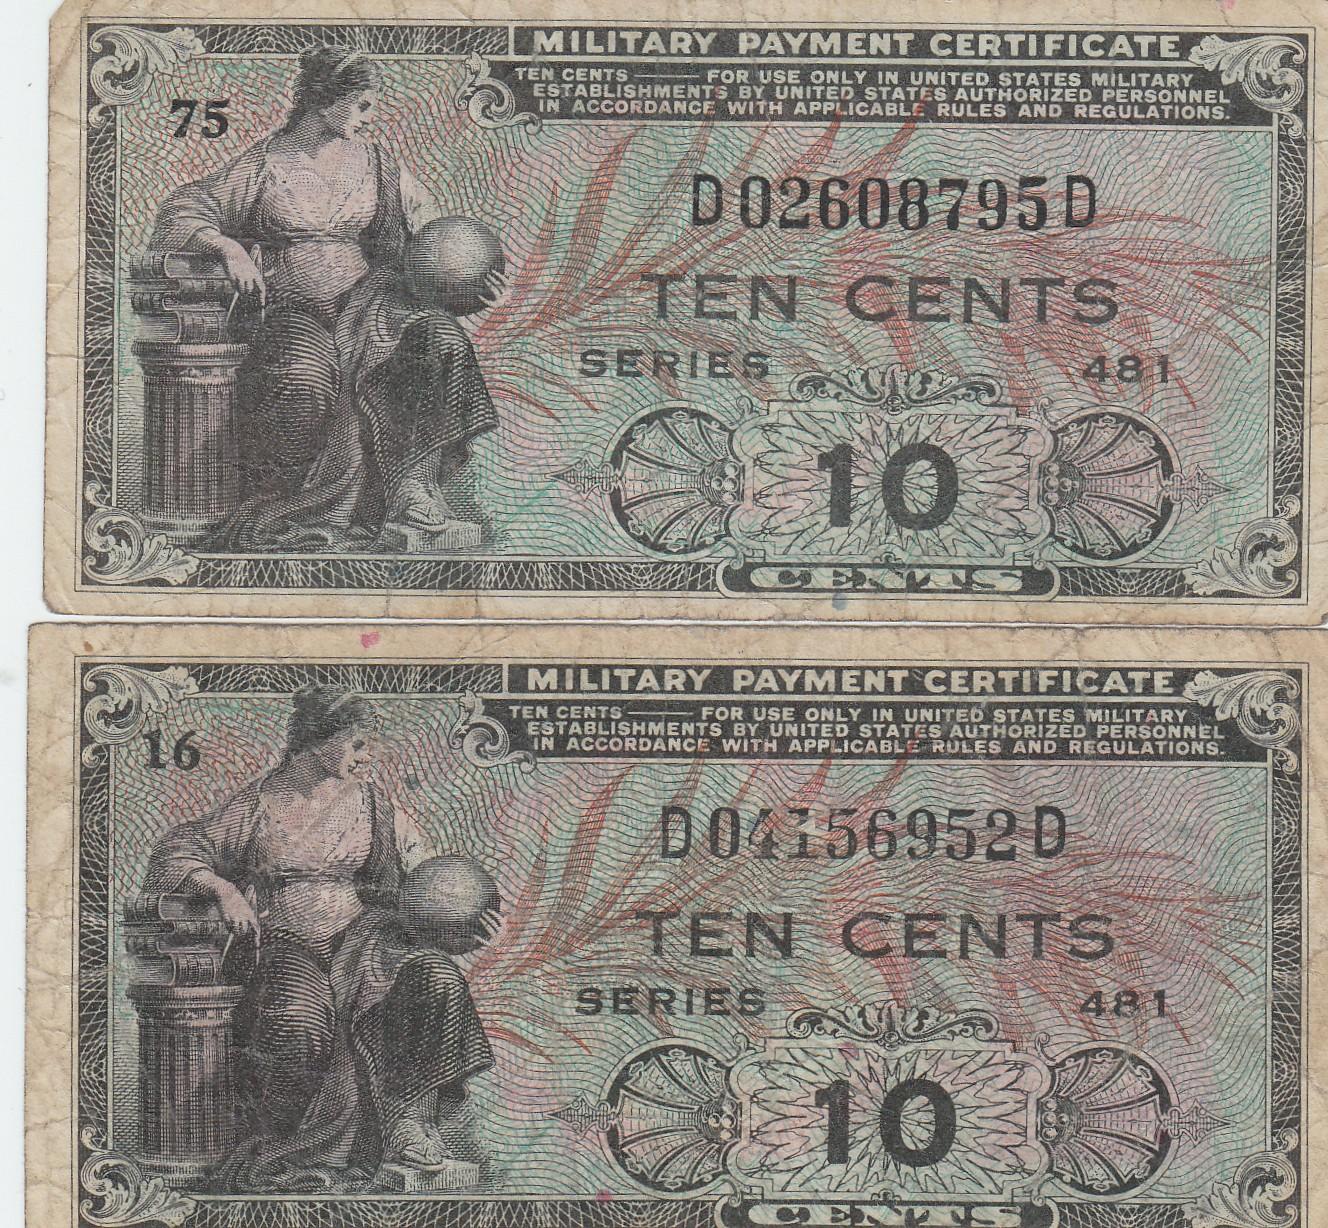 MILITARY PAYMENT CERTIFICATE
TEN CENTS —— FOR USE ONLY IN UNITED STATES MILITARY
ESTABLISHMENTS BY UNITED STATES AUTHORIZED PERSONNEL
IN ACCORDANCE WITH APPLICABLE RULES AND REGULATIONS.
75
D02608795D
TEN CENTS
SERIES 481
10
CENTS
MILITARY PAYMENT CERTIFICATE
TEN CENTS —— FOR USE ONLY IN UNITED STATES MILITARY
ESTABLISHMENTS BY UNITED STATES AUTHORIZED PERSONNEL
IN ACCORDANCE WITH APPLICABLE RULES AND REGULATIONS.
16
D04156952D
TEN CENTS
SERIES 481
10
CENTS